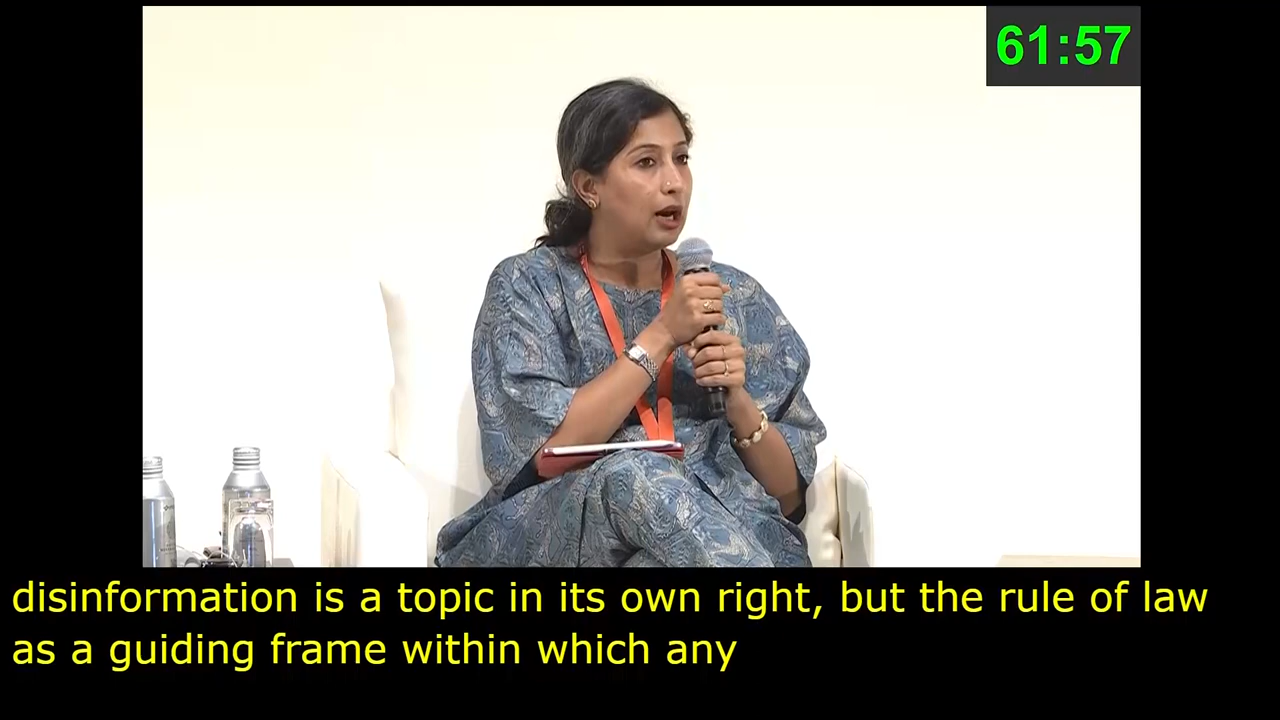 61:57
disinformation is a topic in its own right, but the rule of law
as a guiding frame within which any